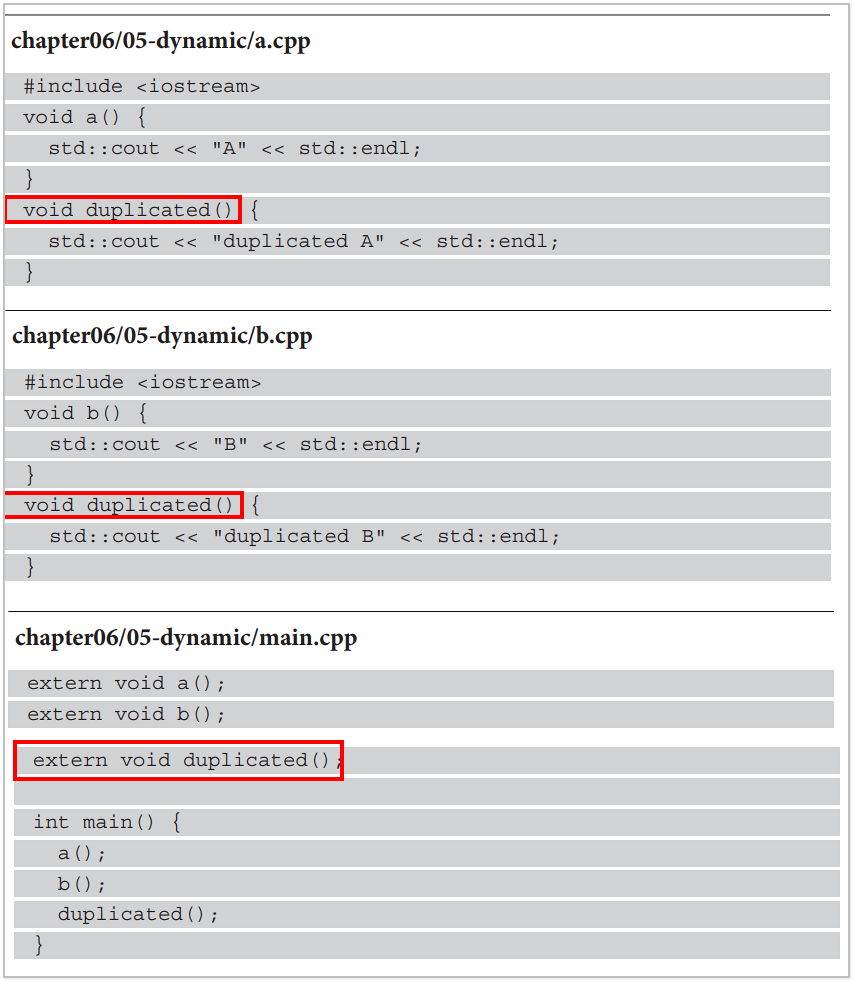 chapter06/05-dynamic/a.cpp
#include <iostream>
void a() {
  std::cout << "A" << std::endl;
}
void duplicated() {
  std::cout << "duplicated A" << std::endl;
}
chapter06/05-dynamic/b.cpp
#include <iostream>
void b() {
  std::cout << "B" << std::endl;
}
void duplicated() {
  std::cout << "duplicated B" << std::endl;
}
chapter06/05-dynamic/main.cpp
extern void a();
extern void b();
extern void duplicated();
int main() {
  a();
  b();
  duplicated();
}